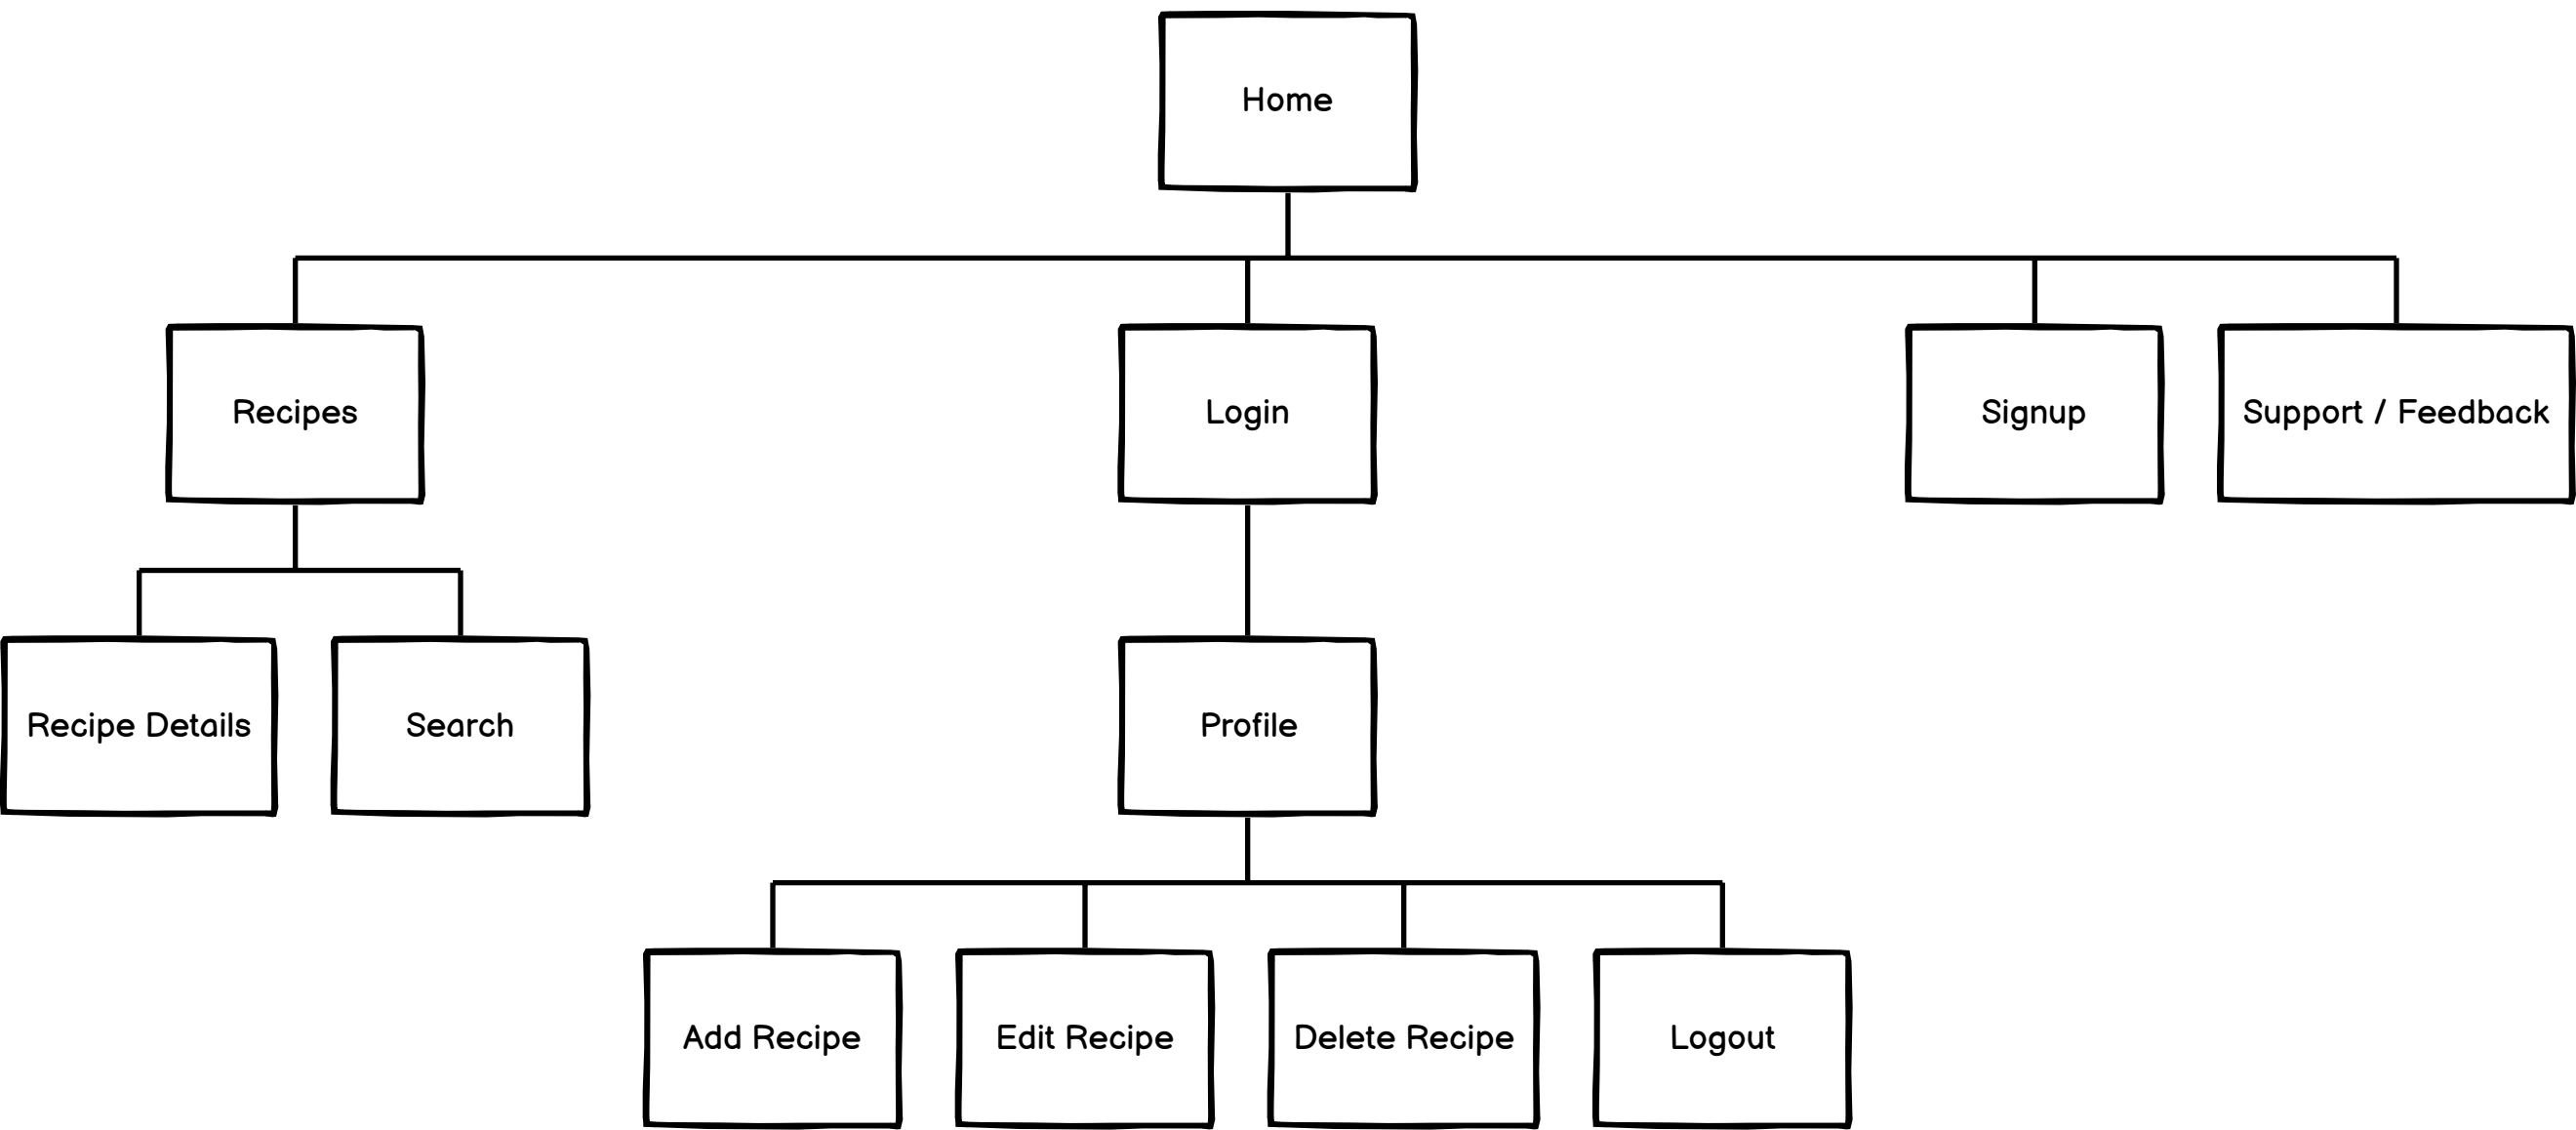 Home
Recipes
Login
Signup
Support / Feedback
Recipe Details
Search
Profile
Add Recipe
Edit Recipe
Delete Recipe
Logout